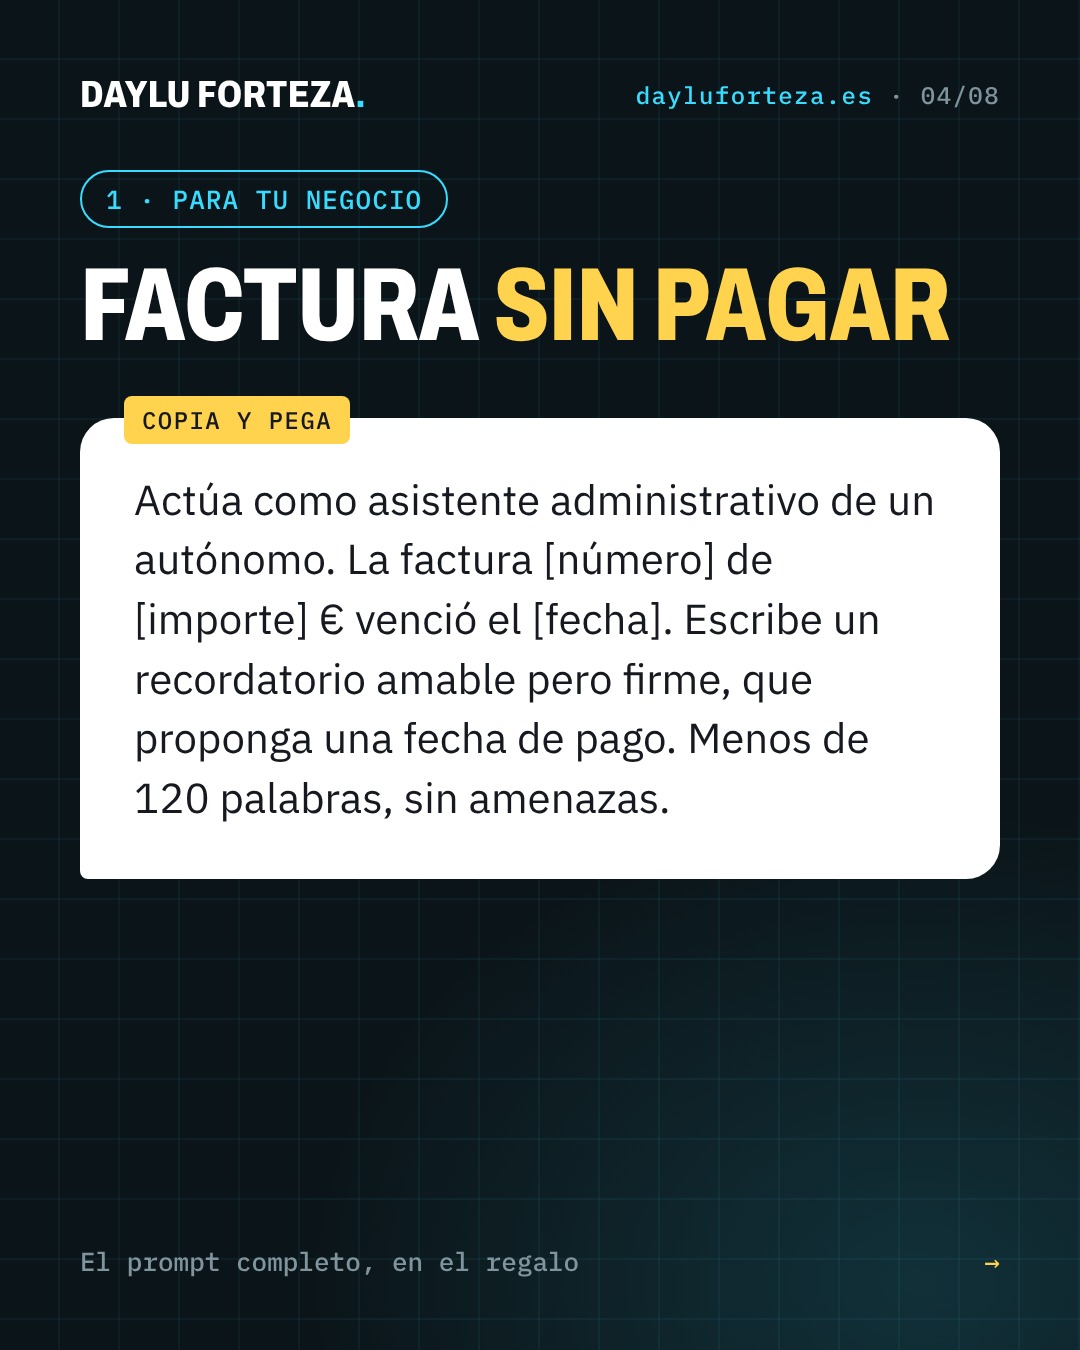 DAYLU FORTEZA.
dayluforteza.es · 04/08
1 · PARA TU NEGOCIO
FACTURA SIN PAGAR
COPIA Y PEGA
Actúa como asistente administrativo de un
autónomo. La factura [número] de
[importe] € venció el [fecha]. Escribe un
recordatorio amable pero firme, que
proponga una fecha de pago. Menos de
120 palabras, sin amenazas.
El prompt completo, en el regalo →